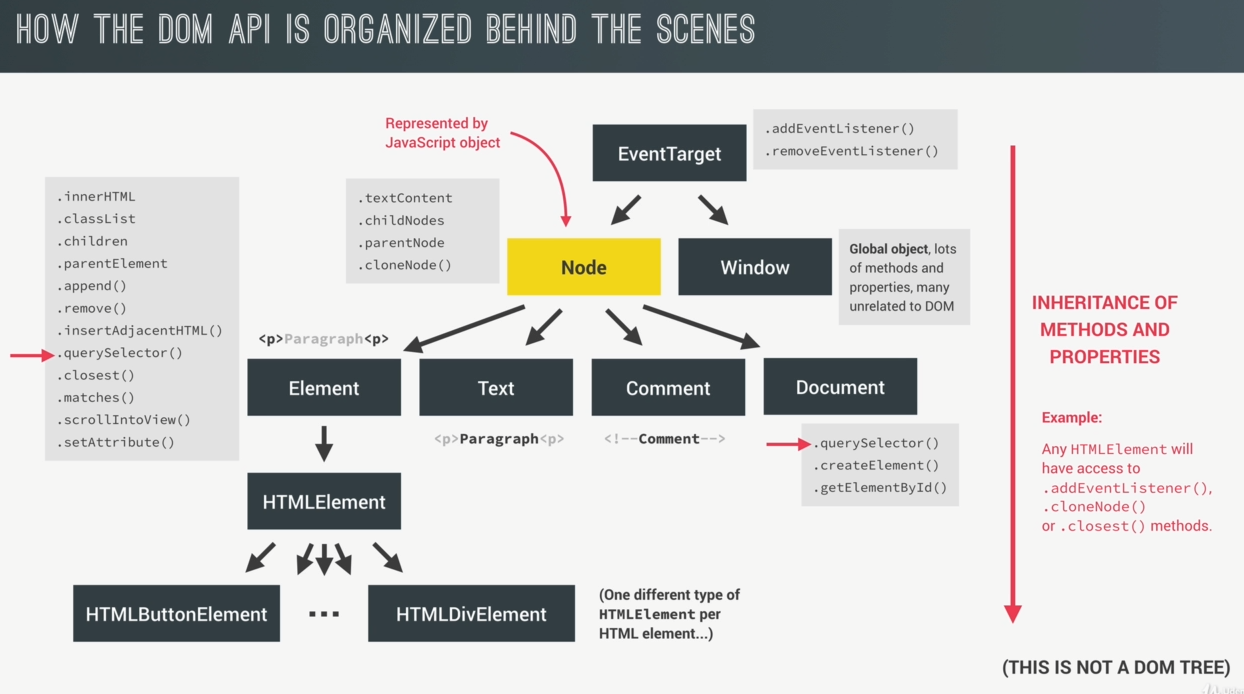 HOW THE DOM API IS ORGANIZED BEHIND THE SCENES
Represented by
JavaScript object
EventTarget
.addEventListener()
.removeEventListener()
.innerHTML
.classList
.children
.parentElement
.append()
.remove()
.insertAdjacentHTML()
.querySelector()
.closest()
.matches()
.scrollIntoView()
.setAttribute()
.textContent
.childNodes
.parentNode
.cloneNode()
Node
Window
Global object, lots
of methods and
properties, many
unrelated to DOM
<p>Paragraph<p>
Element
Text
Comment
Document
<p>Paragraph<p>
<!--Comment-->
.querySelector()
.createElement()
.getElementById()
HTMLElement
HTMLButtonElement
...
HTMLDivElement
(One different type of
HTMLElement per
HTML element...)
INHERITANCE OF
METHODS AND
PROPERTIES
Example:
Any HTMLElement will
have access to
.addEventListener(),
.cloneNode()
or .closest() methods.
(THIS IS NOT A DOM TREE)